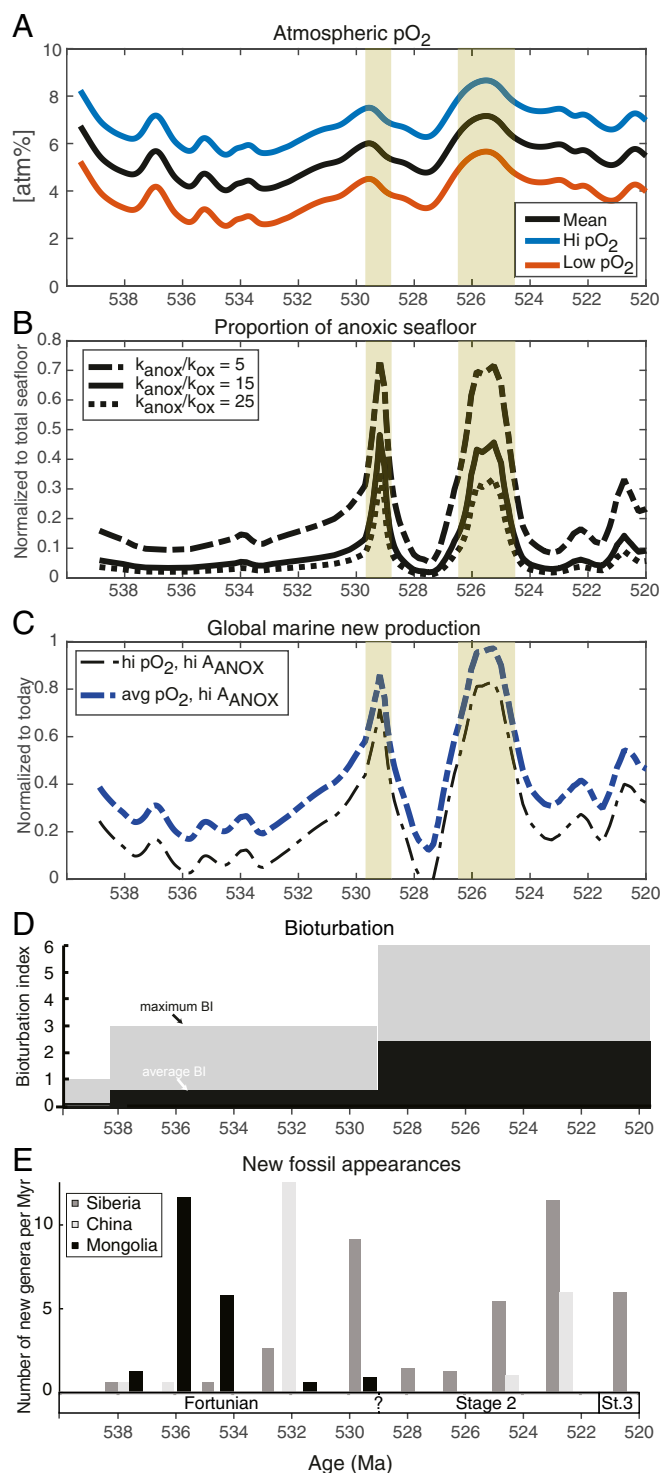 A
Atmospheric pO2
10
8
6
4
2
0
[atm%]
Mean
Hi pO2
Low pO2
538 536 534 532 530 528 526 524 522 520
B
Proportion of anoxic seafloor
0.8
0.7
0.6
0.5
0.4
0.3
0.2
0.1
0
Normalized to total seafloor
kanox/kox = 5
kanox/kox = 15
kanox/kox = 25
538 536 534 532 530 528 526 524 522 520
C
Global marine new production
1
0.8
0.6
0.4
0.2
0
Normalized to today
hi pO2, hi AANOX
avg pO2, hi AANOX
538 536 534 532 530 528 526 524 522 520
D
Bioturbation
6
5
4
3
2
1
0
Bioturbation index
maximum BI
average BI
538 536 534 532 530 528 526 524 522 520
E
New fossil appearances
10
5
0
Number of new genera per Myr
Siberia
China
Mongolia
Fortunian ? Stage 2 St.3
538 536 534 532 530 528 526 524 522 520
Age (Ma)